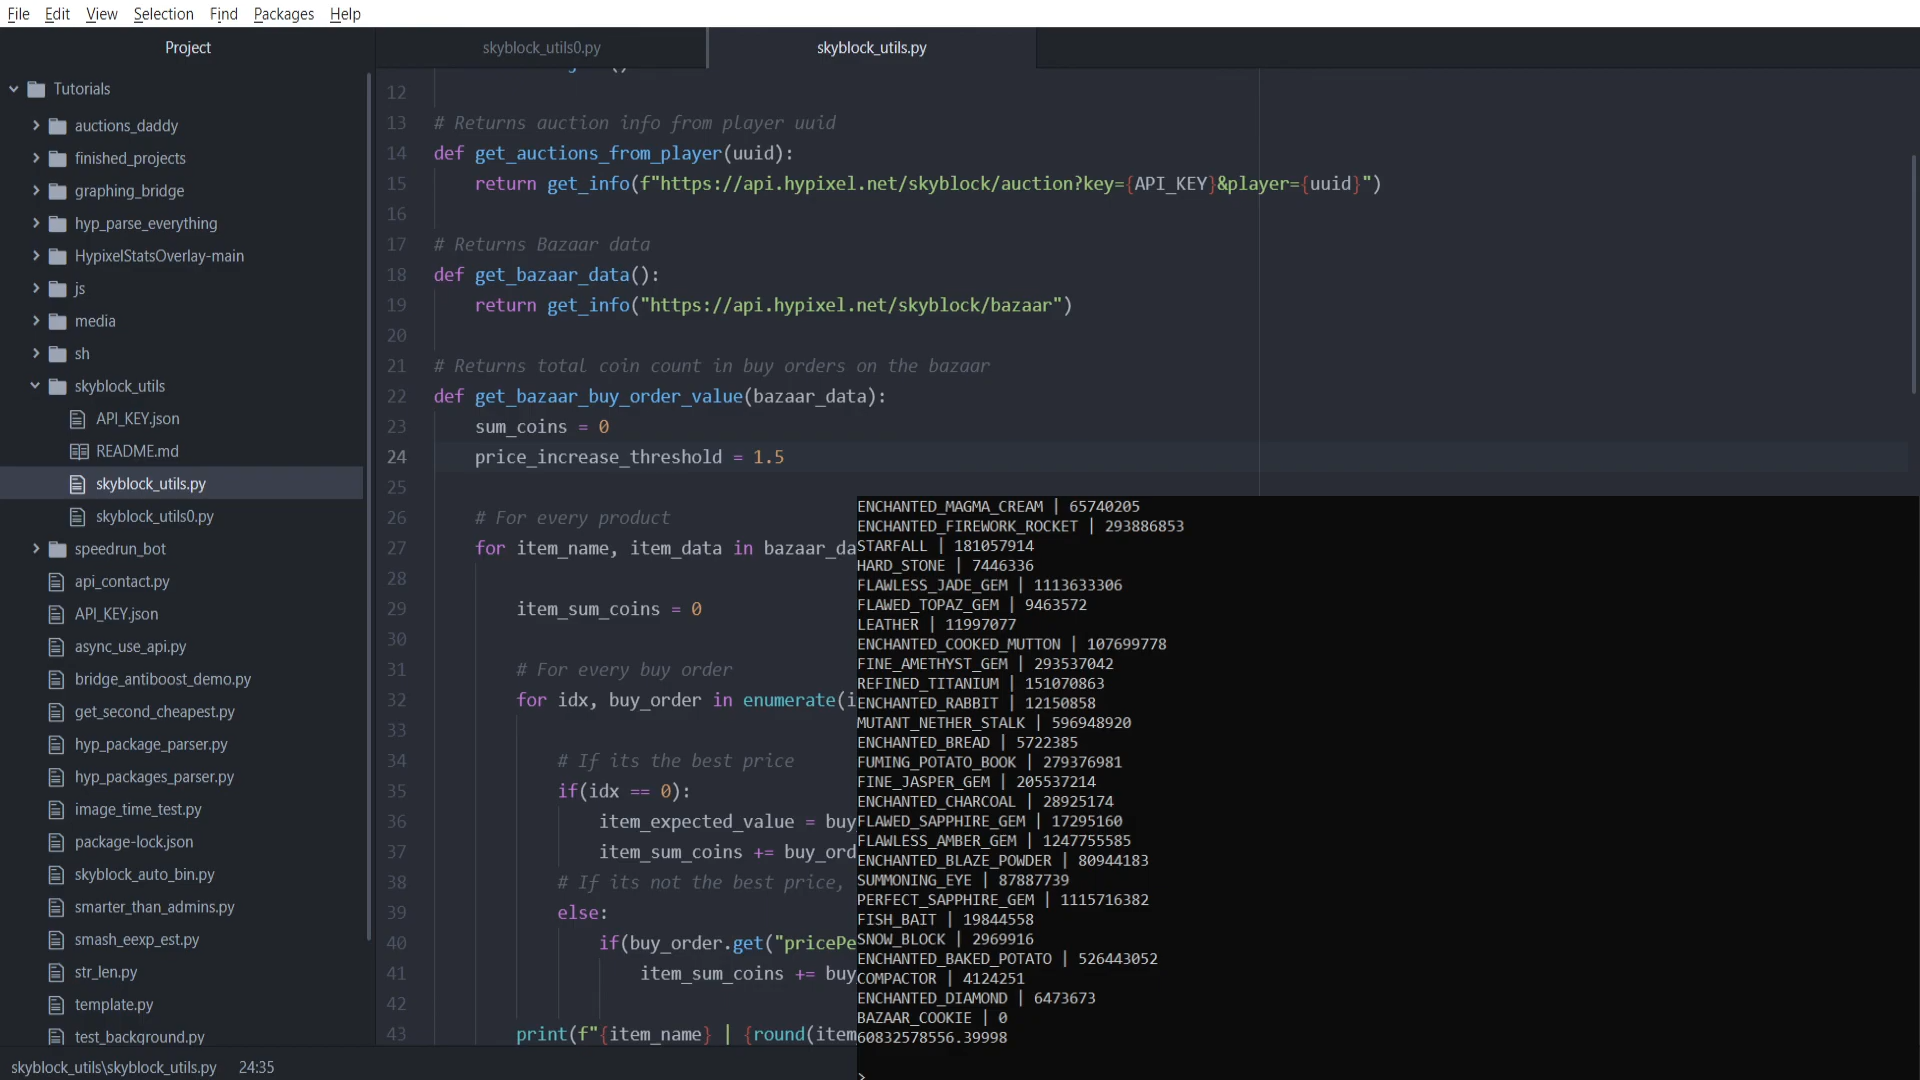 File Edit View Selection Find Packages Help
Project
skyblock_utils0.py
skyblock_utils.py
Tutorials
auctions_daddy
finished_projects
graphing_bridge
hyp_parse_everything
HypixelStatsOverlay-main
js
media
sh
skyblock_utils
API_KEY.json
README.md
skyblock_utils.py
skyblock_utils0.py
speedrun_bot
api_contact.py
API_KEY.json
async_use_api.py
bridge_antiboost_demo.py
get_second_cheapest.py
hyp_package_parser.py
hyp_packages_parser.py
image_time_test.py
package-lock.json
skyblock_auto_bin.py
smarter_than_admins.py
smash_eexp_est.py
str_len.py
template.py
test_background.py
12
13 # Returns auction info from player uuid
14 def get_auctions_from_player(uuid):
15 return get_info(f"https://api.hypixel.net/skyblock/auction?key={API_KEY}&player={uuid}")
16
17 # Returns Bazaar data
18 def get_bazaar_data():
19 return get_info("https://api.hypixel.net/skyblock/bazaar")
20
21 # Returns total coin count in buy orders on the bazaar
22 def get_bazaar_buy_order_value(bazaar_data):
23 sum_coins = 0
24 price_increase_threshold = 1.5
25
26 # For every product
27 for item_name, item_data in bazaar_da
28
29 item_sum_coins = 0
30
31 # For every buy order
32 for idx, buy_order in enumerate(i
33
34 # If its the best price
35 if(idx == 0):
36 item_expected_value = buy
37 item_sum_coins += buy_ord
38 # If its not the best price,
39 else:
40 if(buy_order.get("pricePe
41 item_sum_coins += buy
42
43 print(f"{item_name} | {round(item
ENCHANTED_MAGMA_CREAM | 65740205
ENCHANTED_FIREWORK_ROCKET | 293886853
STARFALL | 181057914
HARD_STONE | 7446336
FLAWLESS_JADE_GEM | 1113633306
FLAWED_TOPAZ_GEM | 9463572
LEATHER | 11997077
ENCHANTED_COOKED_MUTTON | 107699778
FINE_AMETHYST_GEM | 293537042
REFINED_TITANIUM | 151070863
ENCHANTED_RABBIT | 12150858
MUTANT_NETHER_STALK | 596948920
ENCHANTED_BREAD | 5722385
FUMING_POTATO_BOOK | 279376981
FINE_JASPER_GEM | 205537214
ENCHANTED_CHARCOAL | 28925174
FLAWED_SAPPHIRE_GEM | 17295160
FLAWLESS_AMBER_GEM | 1247755585
ENCHANTED_BLAZE_POWDER | 80944183
SUMMONING_EYE | 87887739
PERFECT_SAPPHIRE_GEM | 1115716382
FISH_BAIT | 19844558
SNOW_BLOCK | 2969916
ENCHANTED_BAKED_POTATO | 526443052
COMPACTOR | 4124251
ENCHANTED_DIAMOND | 6473673
BAZAAR_COOKIE | 0
60832578556.39998
>
skyblock_utils\skyblock_utils.py 24:35